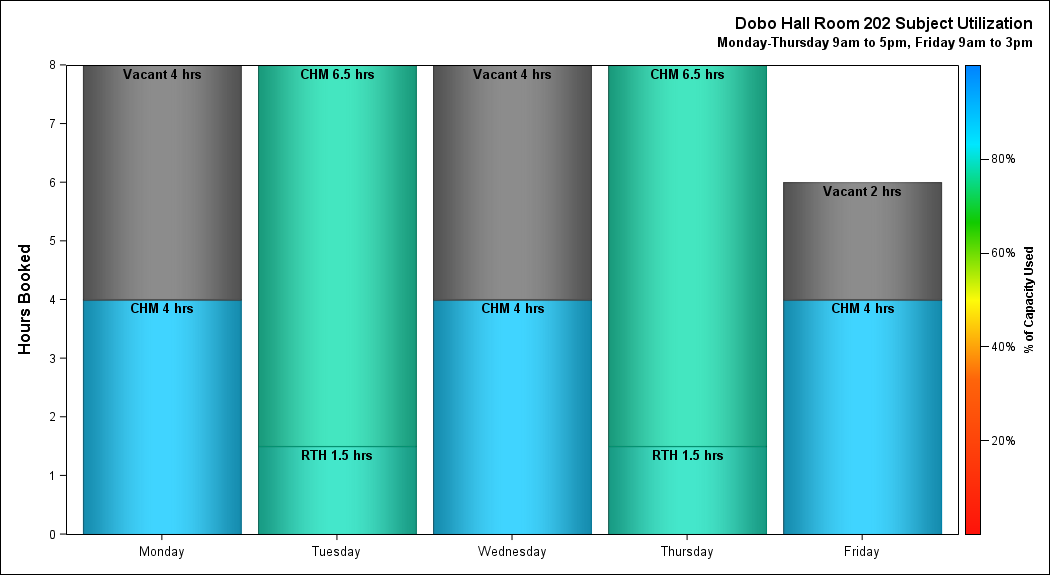 Dobo Hall Room 202 Subject Utilization
Monday-Thursday 9am to 5pm, Friday 9am to 3pm
Hours Booked
8
7
6
5
4
3
2
1
0
Vacant 4 hrs
CHM 4 hrs
CHM 6.5 hrs
RTH 1.5 hrs
Vacant 4 hrs
CHM 4 hrs
CHM 6.5 hrs
RTH 1.5 hrs
Vacant 2 hrs
CHM 4 hrs
Monday
Tuesday
Wednesday
Thursday
Friday
80%
60%
40%
20%
% of Capacity Used